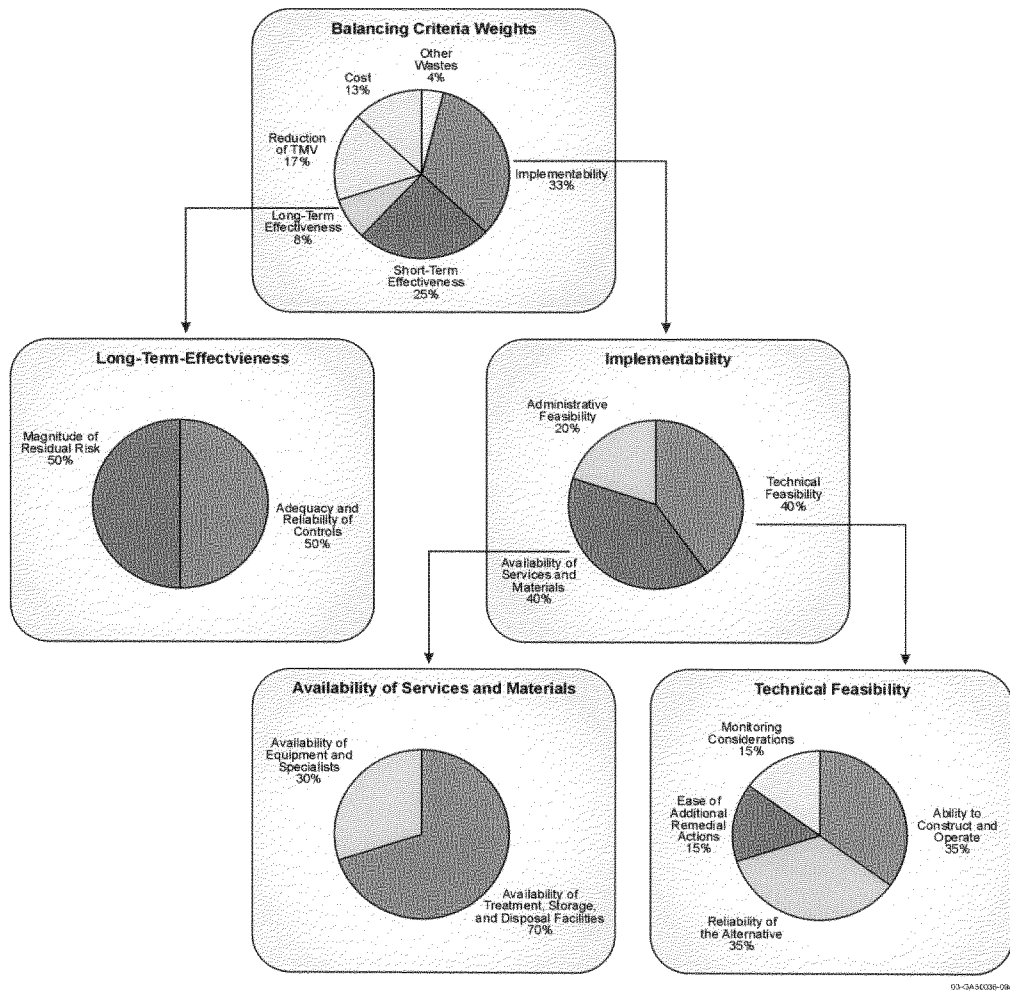 Balancing Criteria Weights
Other
Wastes
4%
Cost
13%
Reduction
of TMV
17%
Implementability
33%
Long-Term
Effectiveness
8%
Short-Term
Effectiveness
25%
Long-Term-Effectvieness
Magnitude of
Residual Risk
50%
Adequacy and
Reliability of
Controls
50%
Implementability
Administrative
Feasibility
20%
Technical
Feasibility
40%
Availability of
Services and
Materials
40%
Availability of Services and Materials
Availability of
Equipment and
Specialists
30%
Availability of
Treatment, Storage,
and Disposal Facilities
70%
Technical Feasibility
Monitoring
Considerations
15%
Ease of
Additional
Remedial
Actions
15%
Ability to
Construct and
Operate
35%
Reliability of
the Alternative
35%